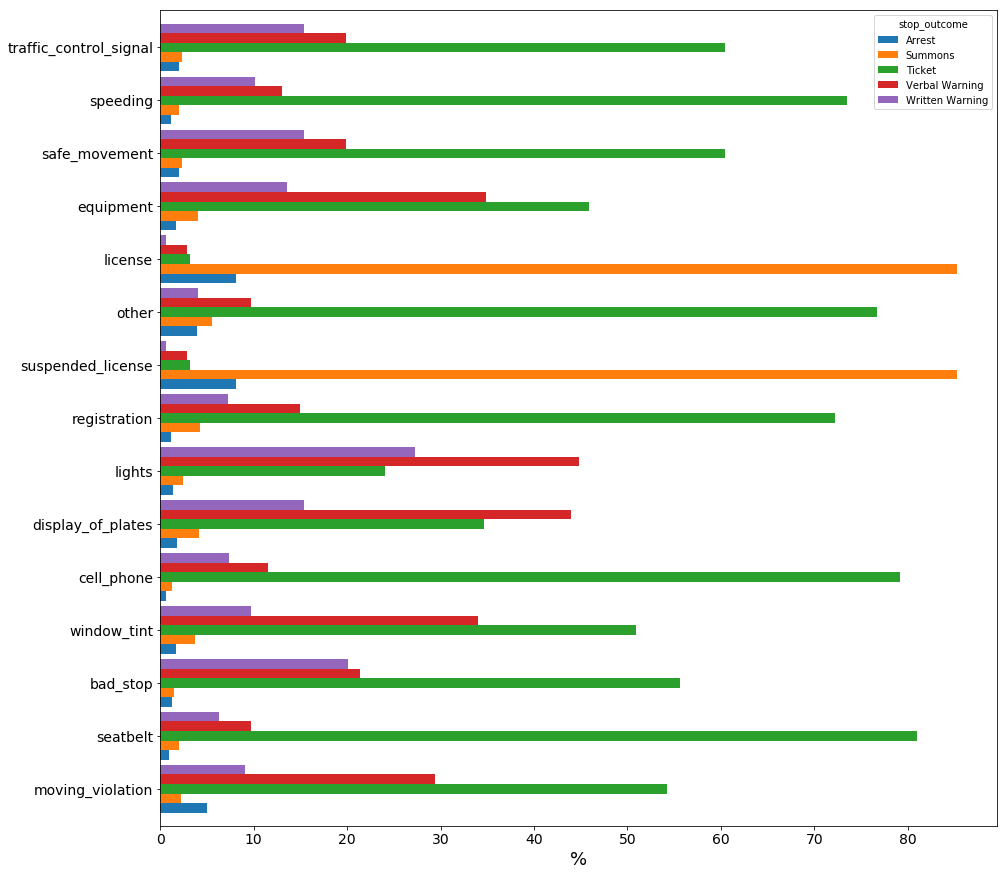 stop_outcome
Arrest
Summons
Ticket
Verbal Warning
Written Warning
traffic_control_signal
speeding
safe_movement
equipment
license
other
suspended_license
registration
lights
display_of_plates
cell_phone
window_tint
bad_stop
seatbelt
moving_violation
0 10 20 30 40 50 60 70 80
%